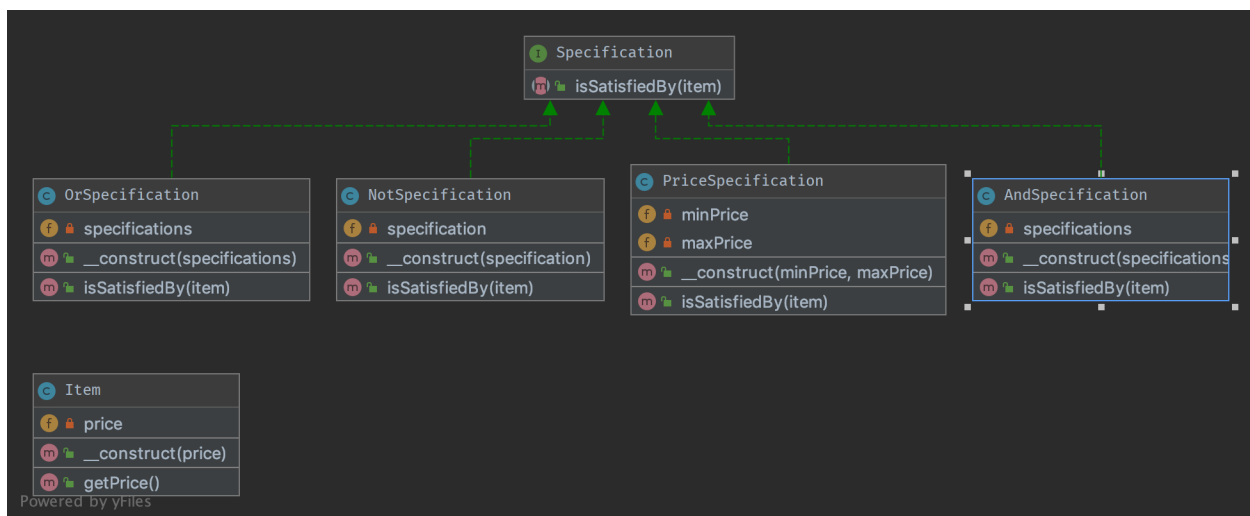 Specification
isSatisfiedBy(item)
OrSpecification
specifications
__construct(specifications)
isSatisfiedBy(item)
NotSpecification
specification
__construct(specification)
isSatisfiedBy(item)
PriceSpecification
minPrice
maxPrice
__construct(minPrice, maxPrice)
isSatisfiedBy(item)
AndSpecification
specifications
__construct(specifications
isSatisfiedBy(item)
Item
price
__construct(price)
getPrice()
Powered by yFiles